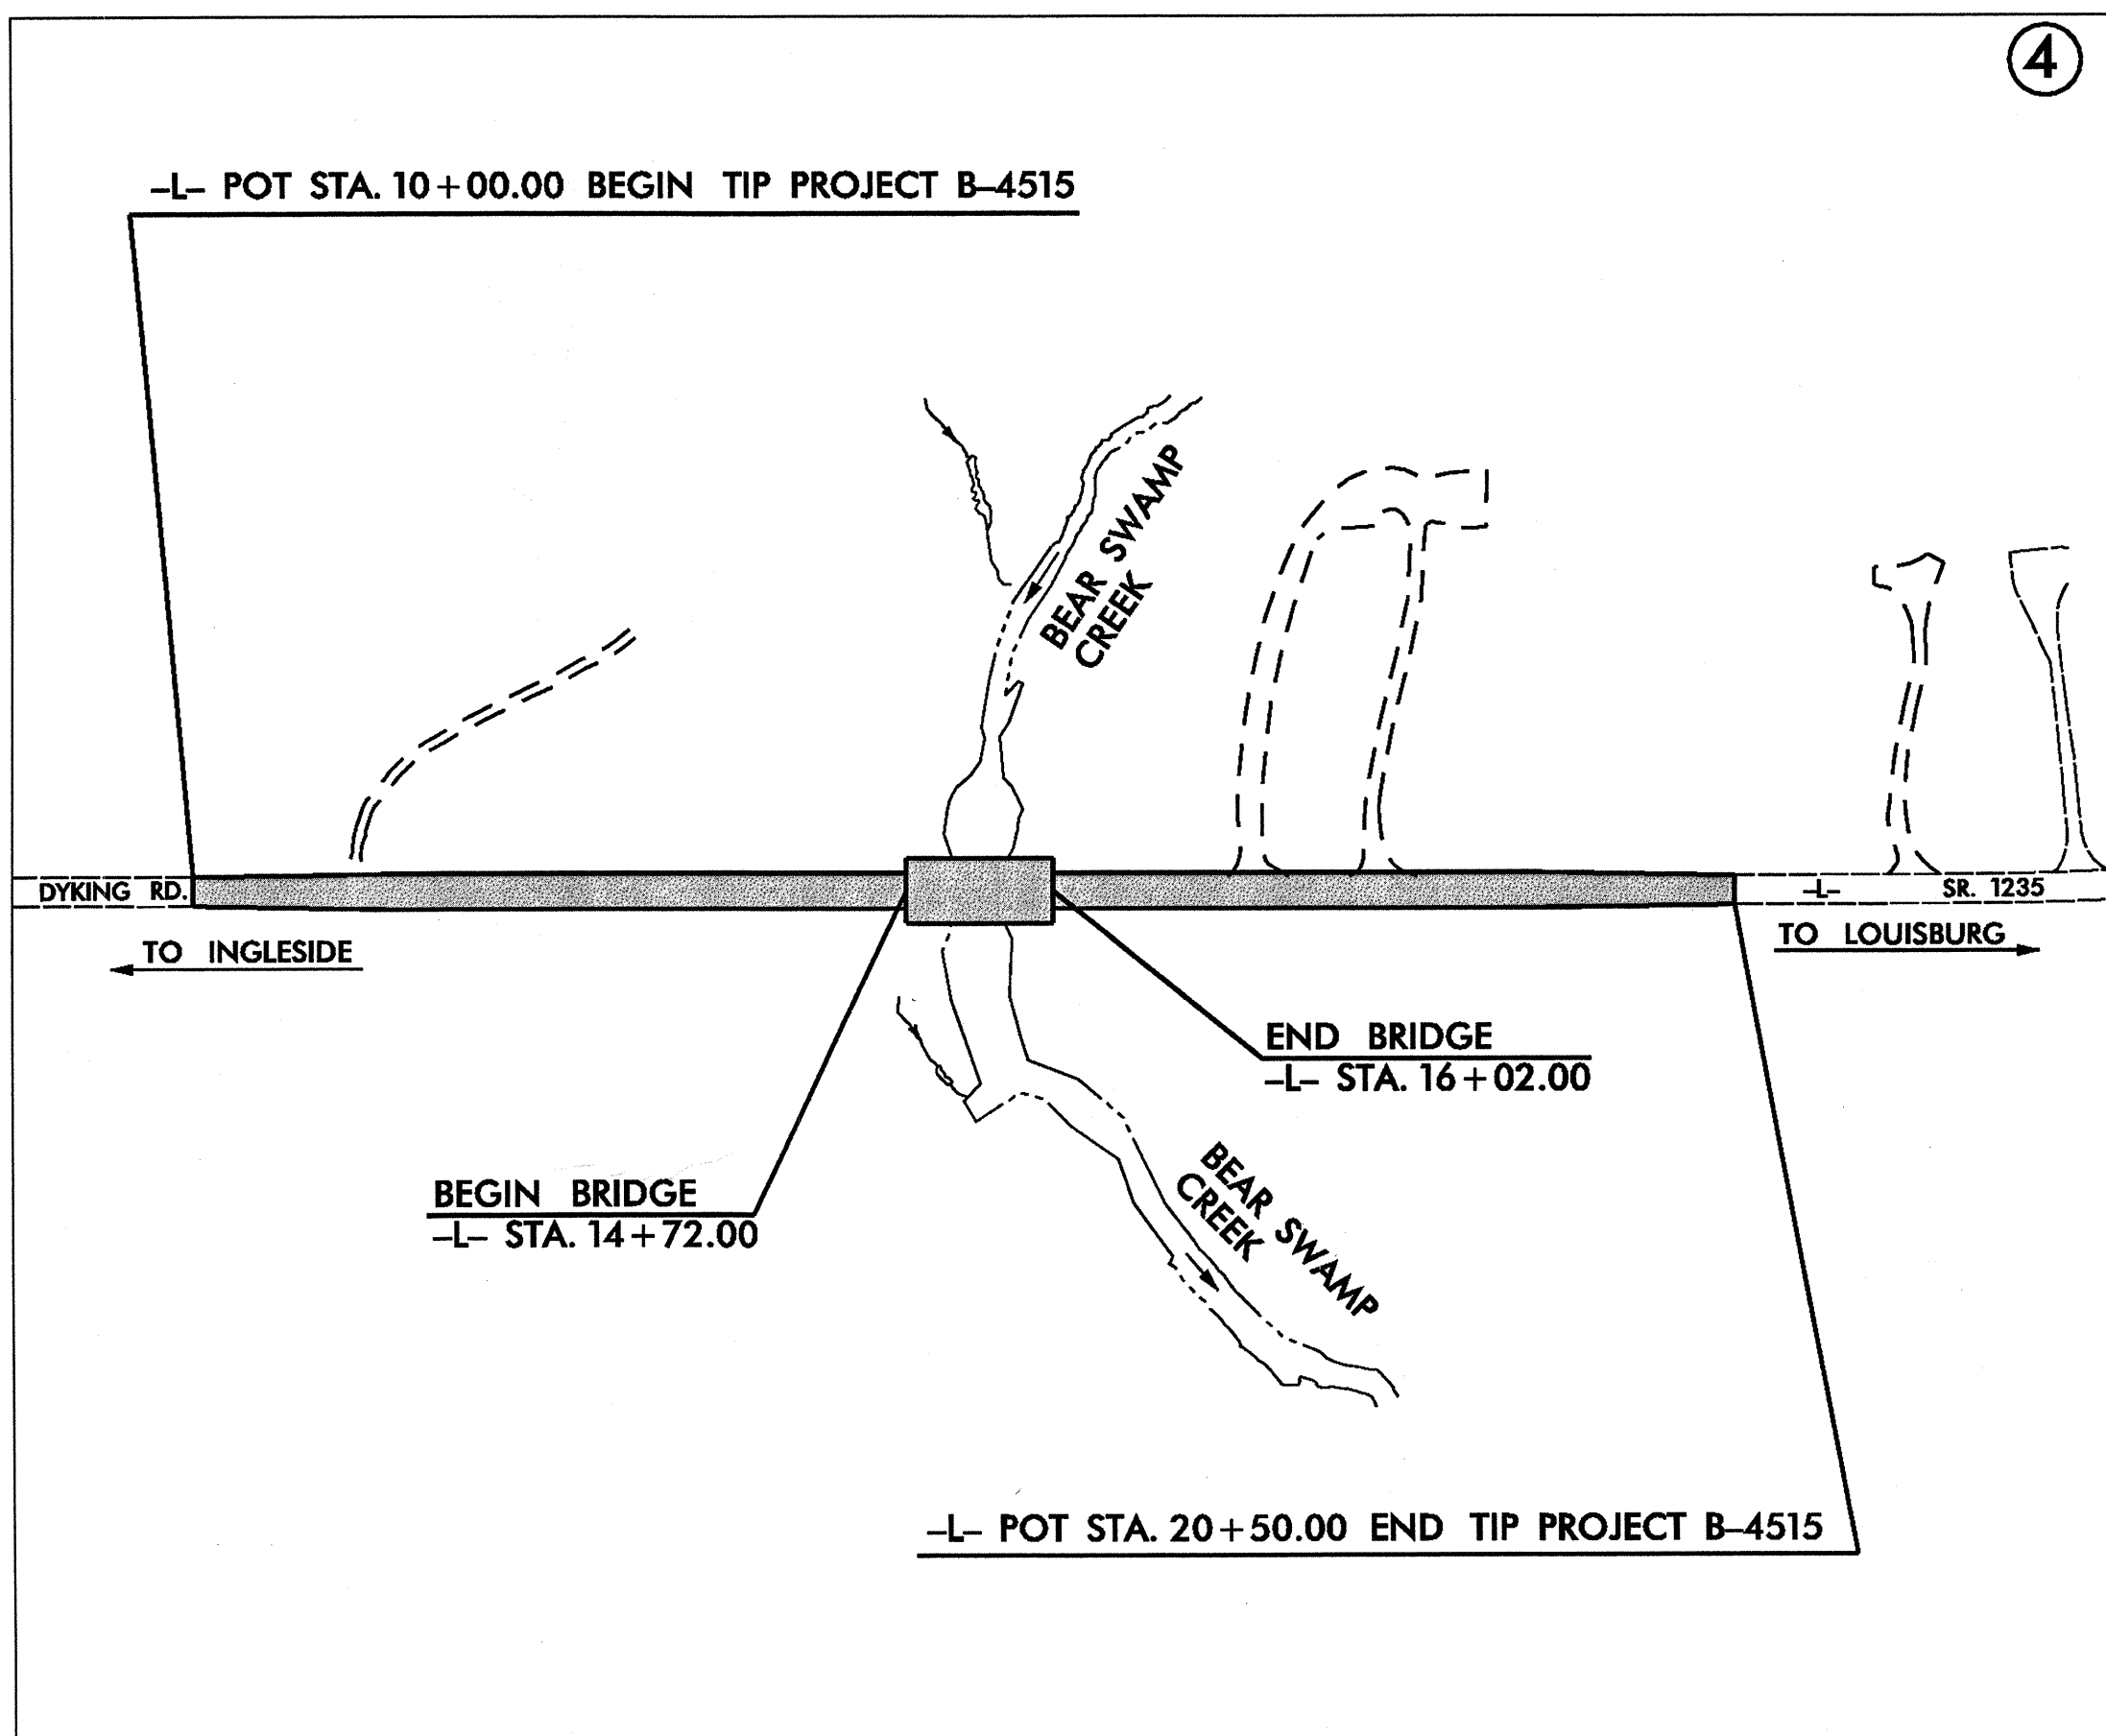 4
–L– POT STA. 10+00.00 BEGIN TIP PROJECT B–4515
BEAR SWAMP
CREEK
DYKING RD.
–L– SR. 1235
TO INGLESIDE
TO LOUISBURG
END BRIDGE
–L– STA. 16+02.00
BEGIN BRIDGE
–L– STA. 14+72.00
BEAR SWAMP
CREEK
–L– POT STA. 20+50.00 END TIP PROJECT B–4515